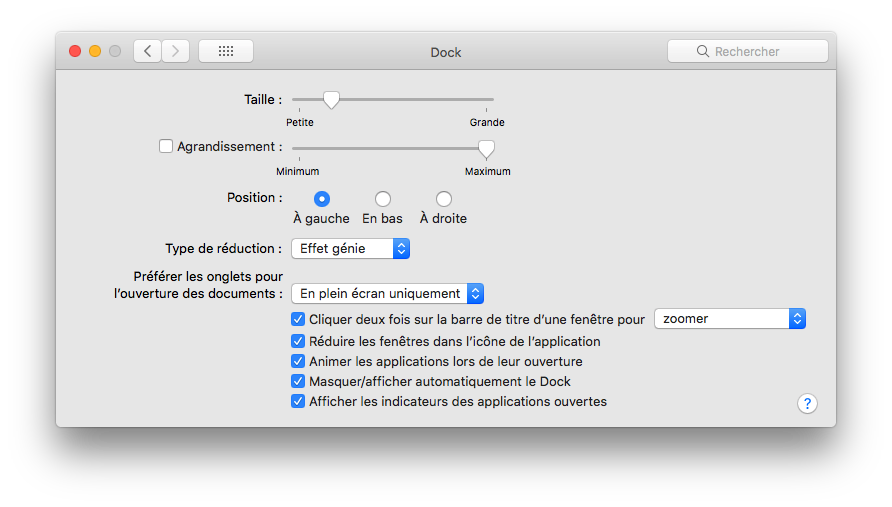 Dock
Rechercher
Taille :
Petite Grande
Agrandissement :
Minimum Maximum
Position :
À gauche En bas À droite
Type de réduction : Effet génie
Préférer les onglets pour
l’ouverture des documents : En plein écran uniquement
Cliquer deux fois sur la barre de titre d’une fenêtre pour zoomer
Réduire les fenêtres dans l’icône de l’application
Animer les applications lors de leur ouverture
Masquer/afficher automatiquement le Dock
Afficher les indicateurs des applications ouvertes
?